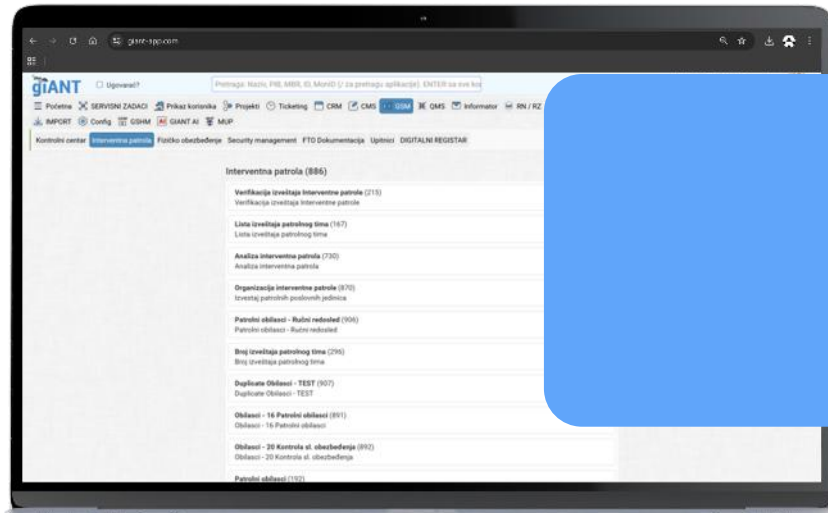 giant-app.com
giANT
Ugovarač?
Pretraga: Naziv, PIB, MBR, ID, MonID (/ za pretragu aplikacije). ENTER za sve kor
Početna SERVISNI ZADACI Prikaz korisnika Projekti Ticketing CRM CMS GSM QMS Informator RN / RZ
IMPORT Config GSHM AI GIANT AI MUP
Kontrolni centar Interventna patrola Fizičko obezbeđenje Security management FTO Dokumentacija Upitnici DIGITALNI REGISTAR
Interventna patrola (886)
Verifikacija izveštaja Interventne patrole (215)
Verifikacija izveštaja Interventne patrole
Lista izveštaja patrolnog tima (167)
Lista izveštaja patrolnog tima
Analiza interventna patrola (730)
Analiza interventna patrola
Organizacija interventne patrole (870)
Izveštaj patrolnih poslovnih jedinica
Patrolni obilasci - Ručni redosled (906)
Patrolni obilasci - Ručni redosled
Broj izveštaja patrolnog tima (296)
Broj izveštaja patrolnog tima
Duplicate Obilasci - TEST (907)
Duplicate Obilasci - TEST
Obilasci - 16 Patrolni obilasci (891)
Obilasci - 16 Patrolni obilasci
Obilasci - 20 Kontrola sl. obezbeđenja (892)
Obilasci - 20 Kontrola sl. obezbeđenja
Patrolni obilasci (192)